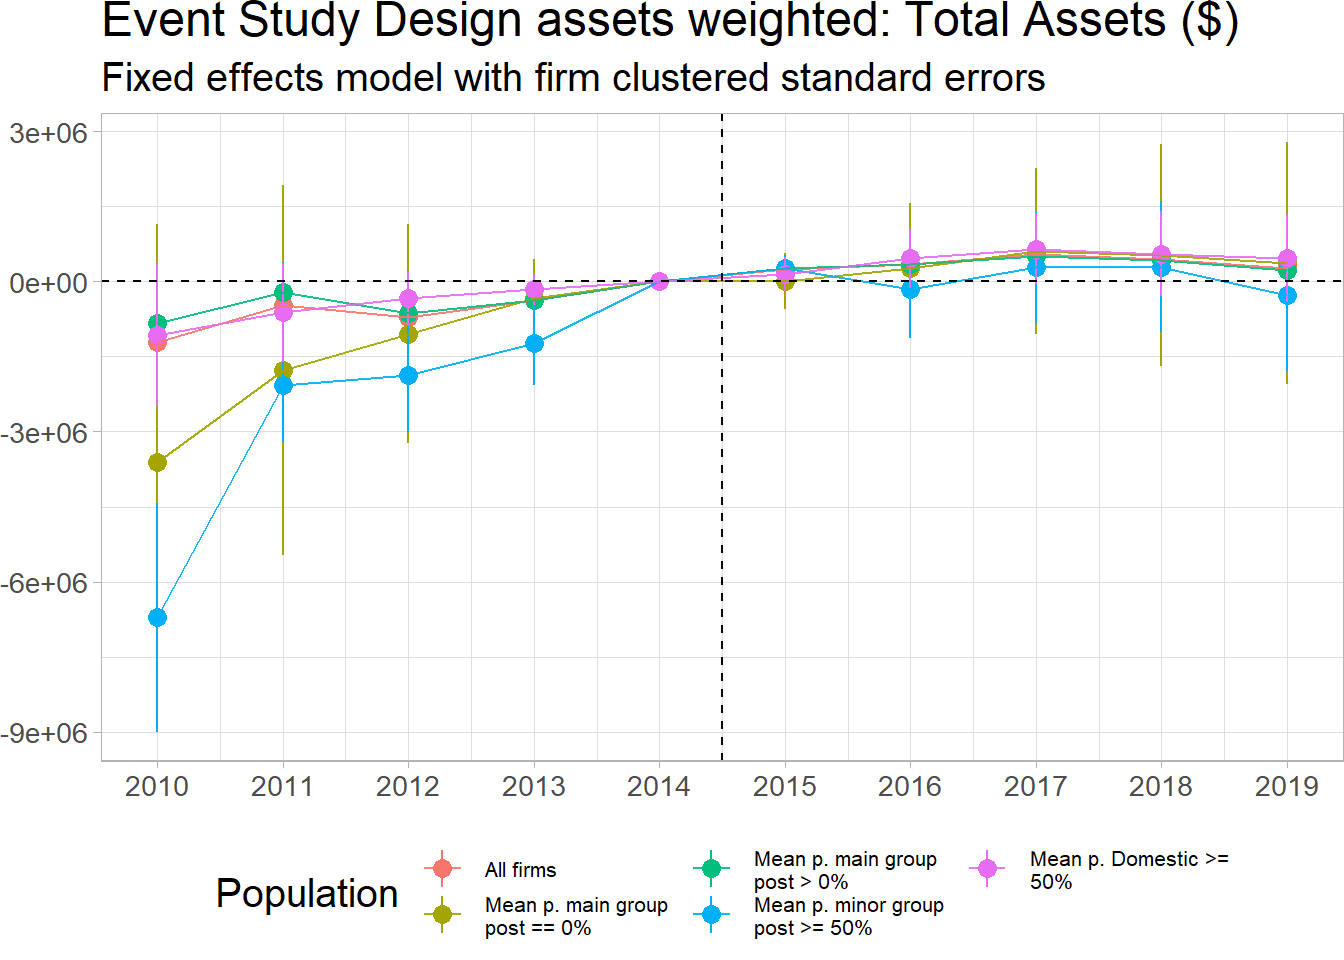 Event Study Design assets weighted: Total Assets ($)
Fixed effects model with firm clustered standard errors
3e+06
0e+00
-3e+06
-6e+06
-9e+06
2010 2011 2012 2013 2014 2015 2016 2017 2018 2019
Population
All firms
Mean p. main group
post == 0%
Mean p. main group
post > 0%
Mean p. minor group
post >= 50%
Mean p. Domestic >=
50%